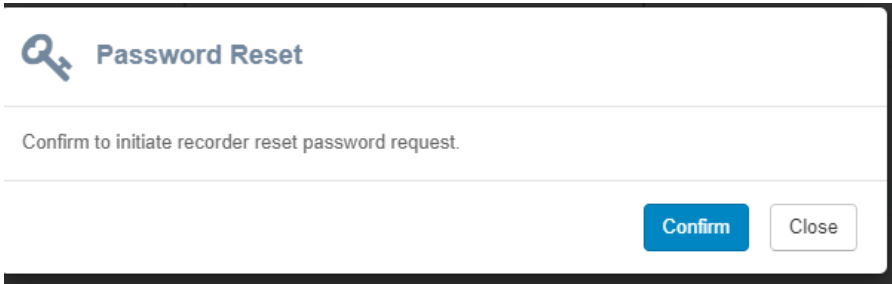 Password Reset
Confirm to initiate recorder reset password request.
Confirm Close